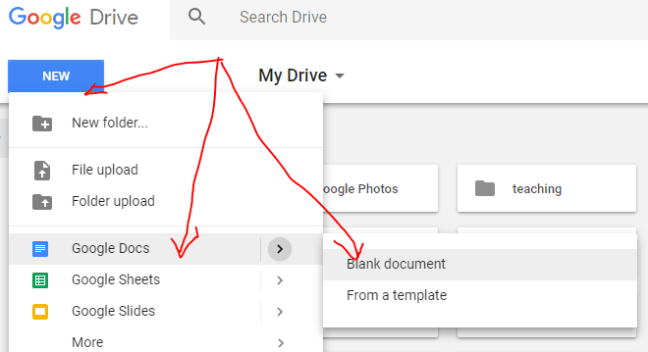 Google Drive
Search Drive
NEW
My Drive
New folder...
File upload
Folder upload
oogle Photos
teaching
Google Docs
Blank document
Google Sheets
From a template
Google Slides
More